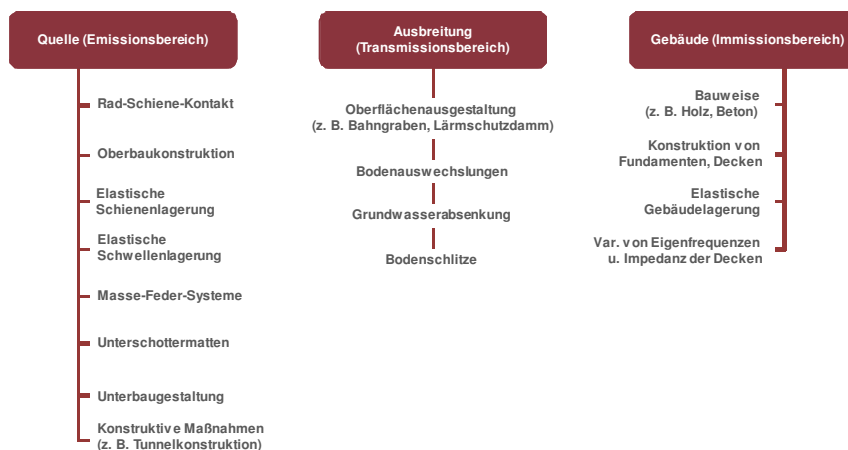 Quelle (Emissionsbereich)
Rad-Schiene-Kontakt
Oberbaukonstruktion
Elastische
Schienenlagerung
Elastische
Schwellenlagerung
Masse-Feder-Systeme
Unterschottermatten
Unterbaugestaltung
Konstruktive Maßnahmen
(z. B. Tunnelkonstruktion)
Ausbreitung
(Transmissionsbereich)
Oberflächenausgestaltung
(z. B. Bahngraben, Lärmschutzdamm)
Bodenauswechslungen
Grundwasserabsenkung
Bodenschlitze
Gebäude (Immissionsbereich)
Bauweise
(z. B. Holz, Beton)
Konstruktion von
Fundamenten, Decken
Elastische
Gebäudelagerung
Var. von Eigenfrequenzen
u. Impedanz der Decken